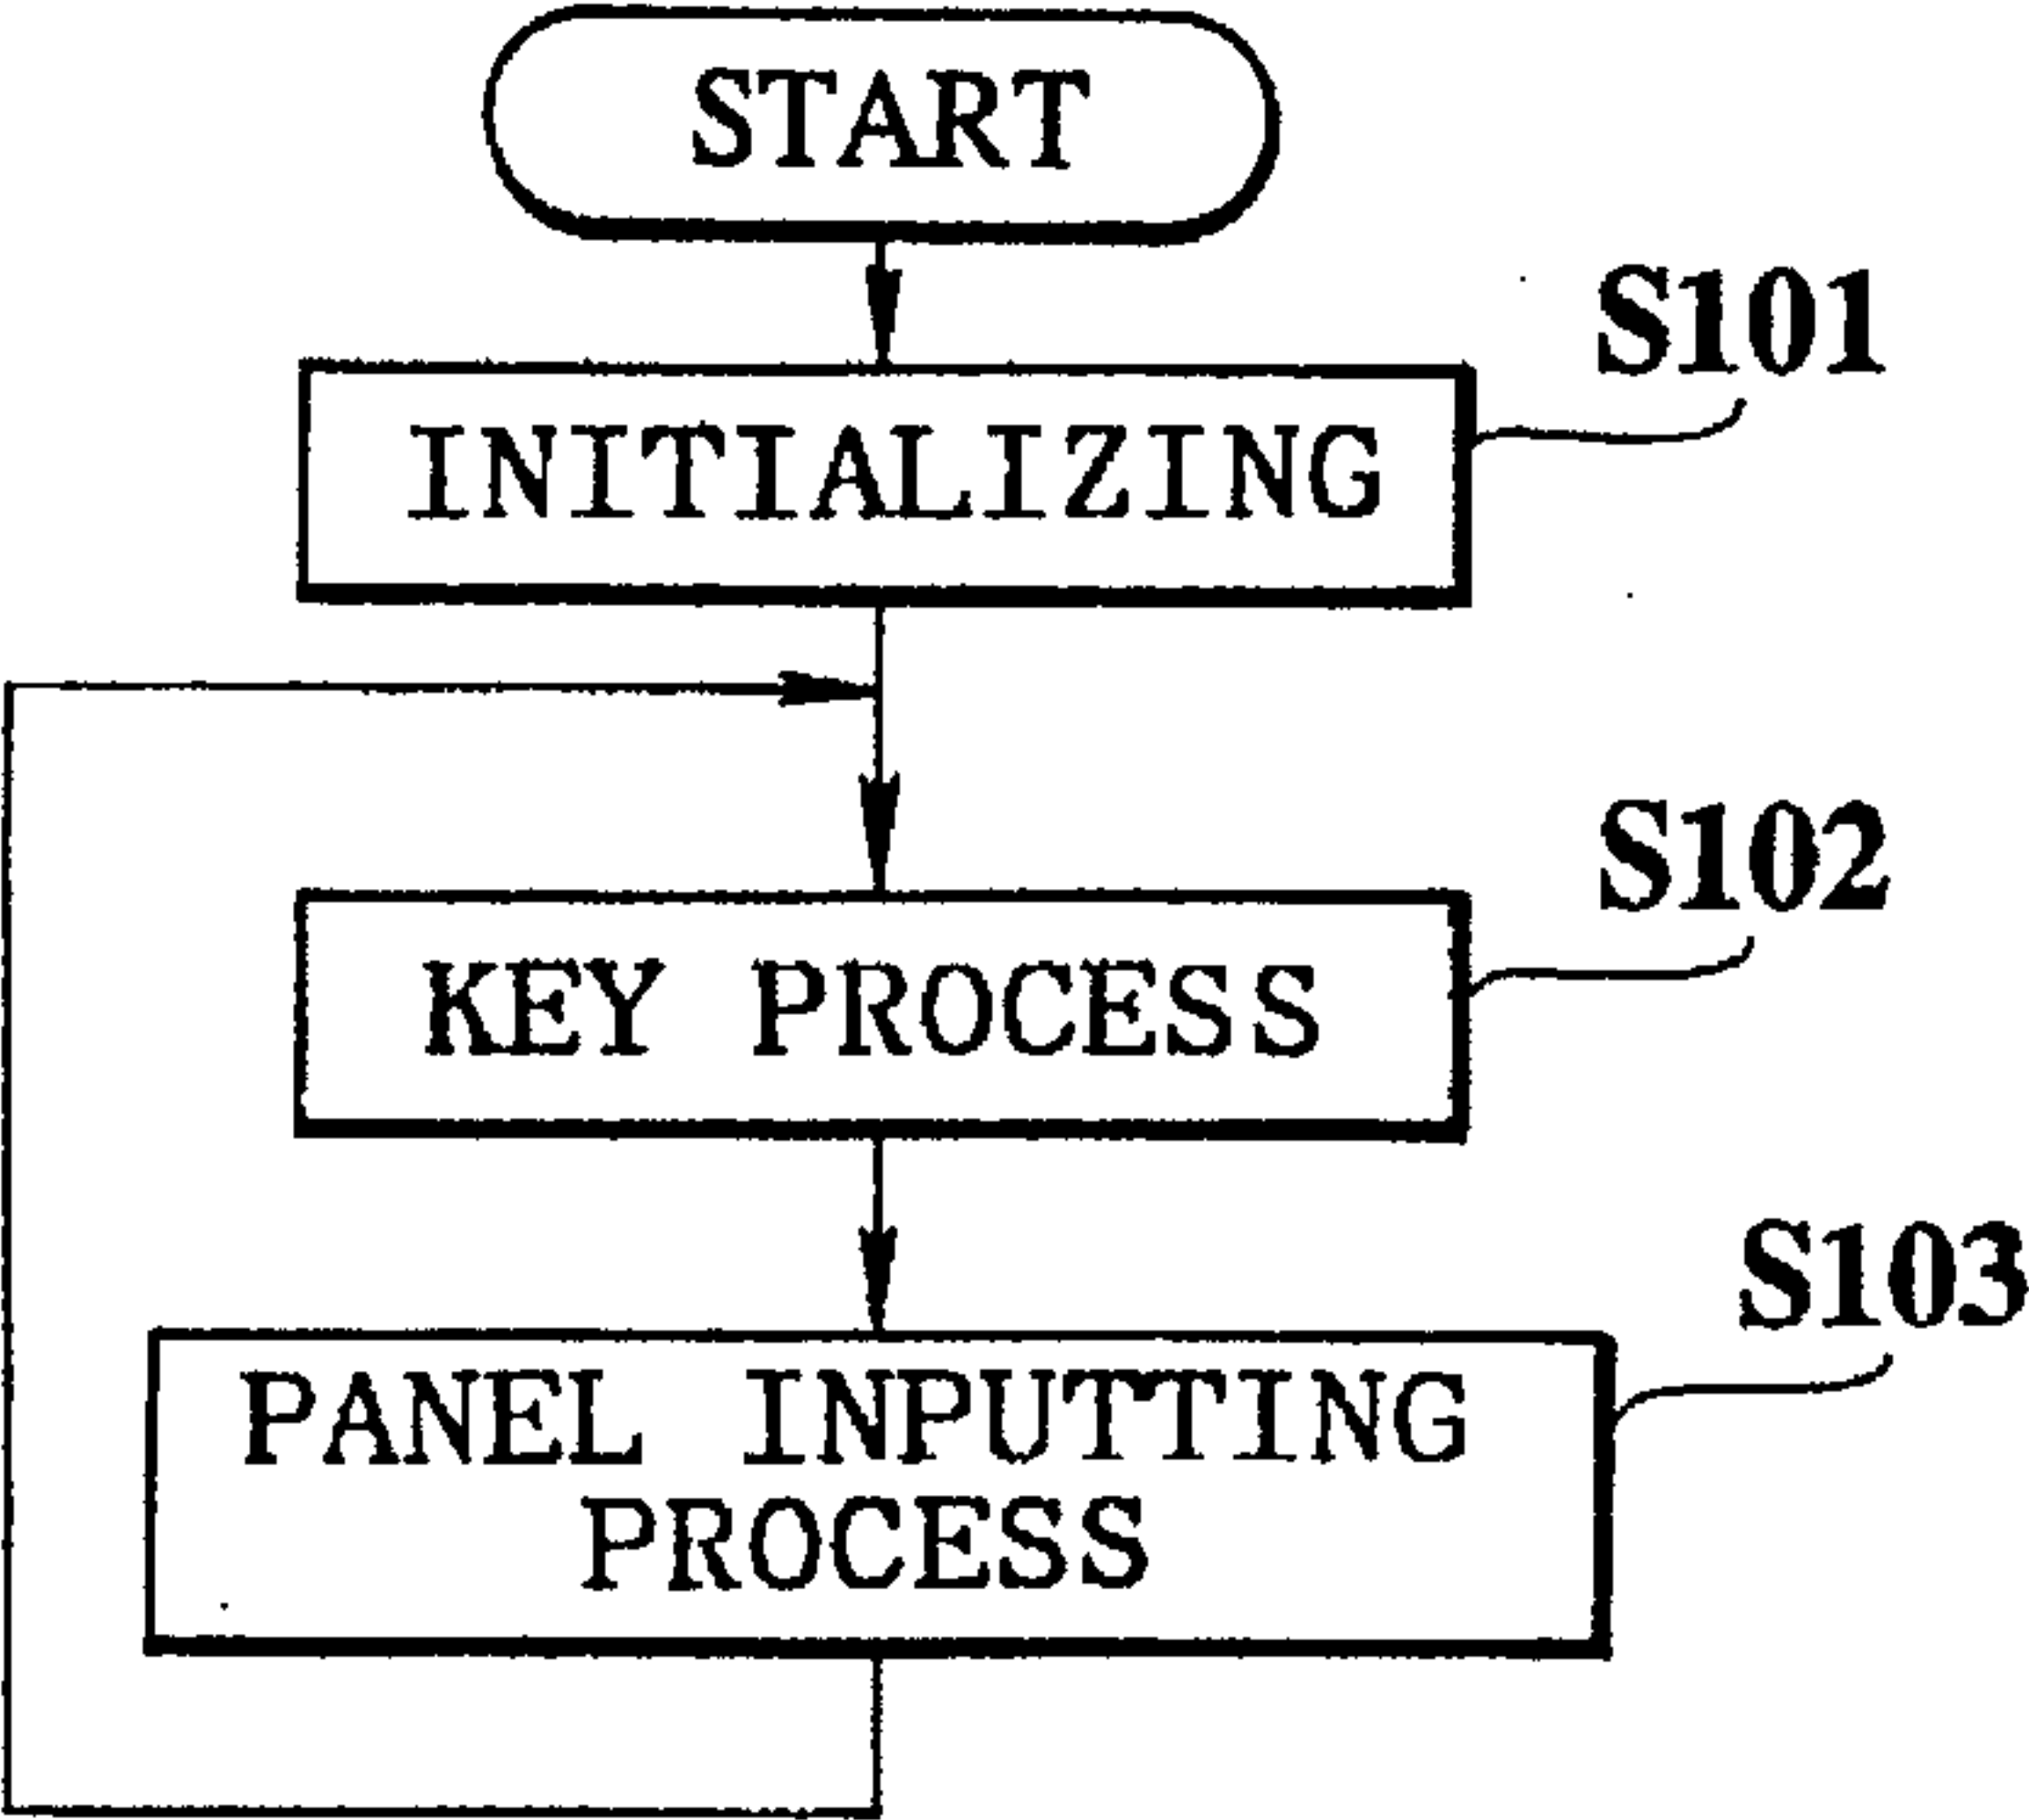 START
S101
INITIALIZING
S102
KEY PROCESS
S103
PANEL INPUTTING
PROCESS